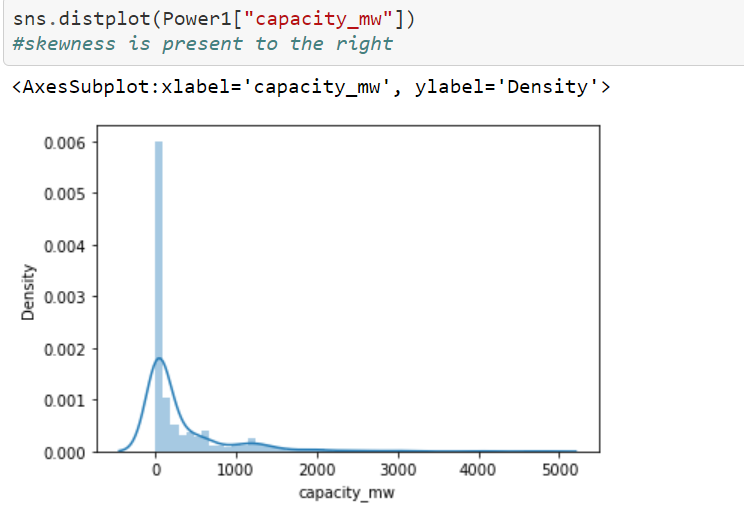 sns.distplot(Power1["capacity_mw"])
#skewness is present to the right
<AxesSubplot:xlabel='capacity_mw', ylabel='Density'>
0.006
0.005
0.004
0.003
0.002
0.001
0.000
Density
0 1000 2000 3000 4000 5000
capacity_mw